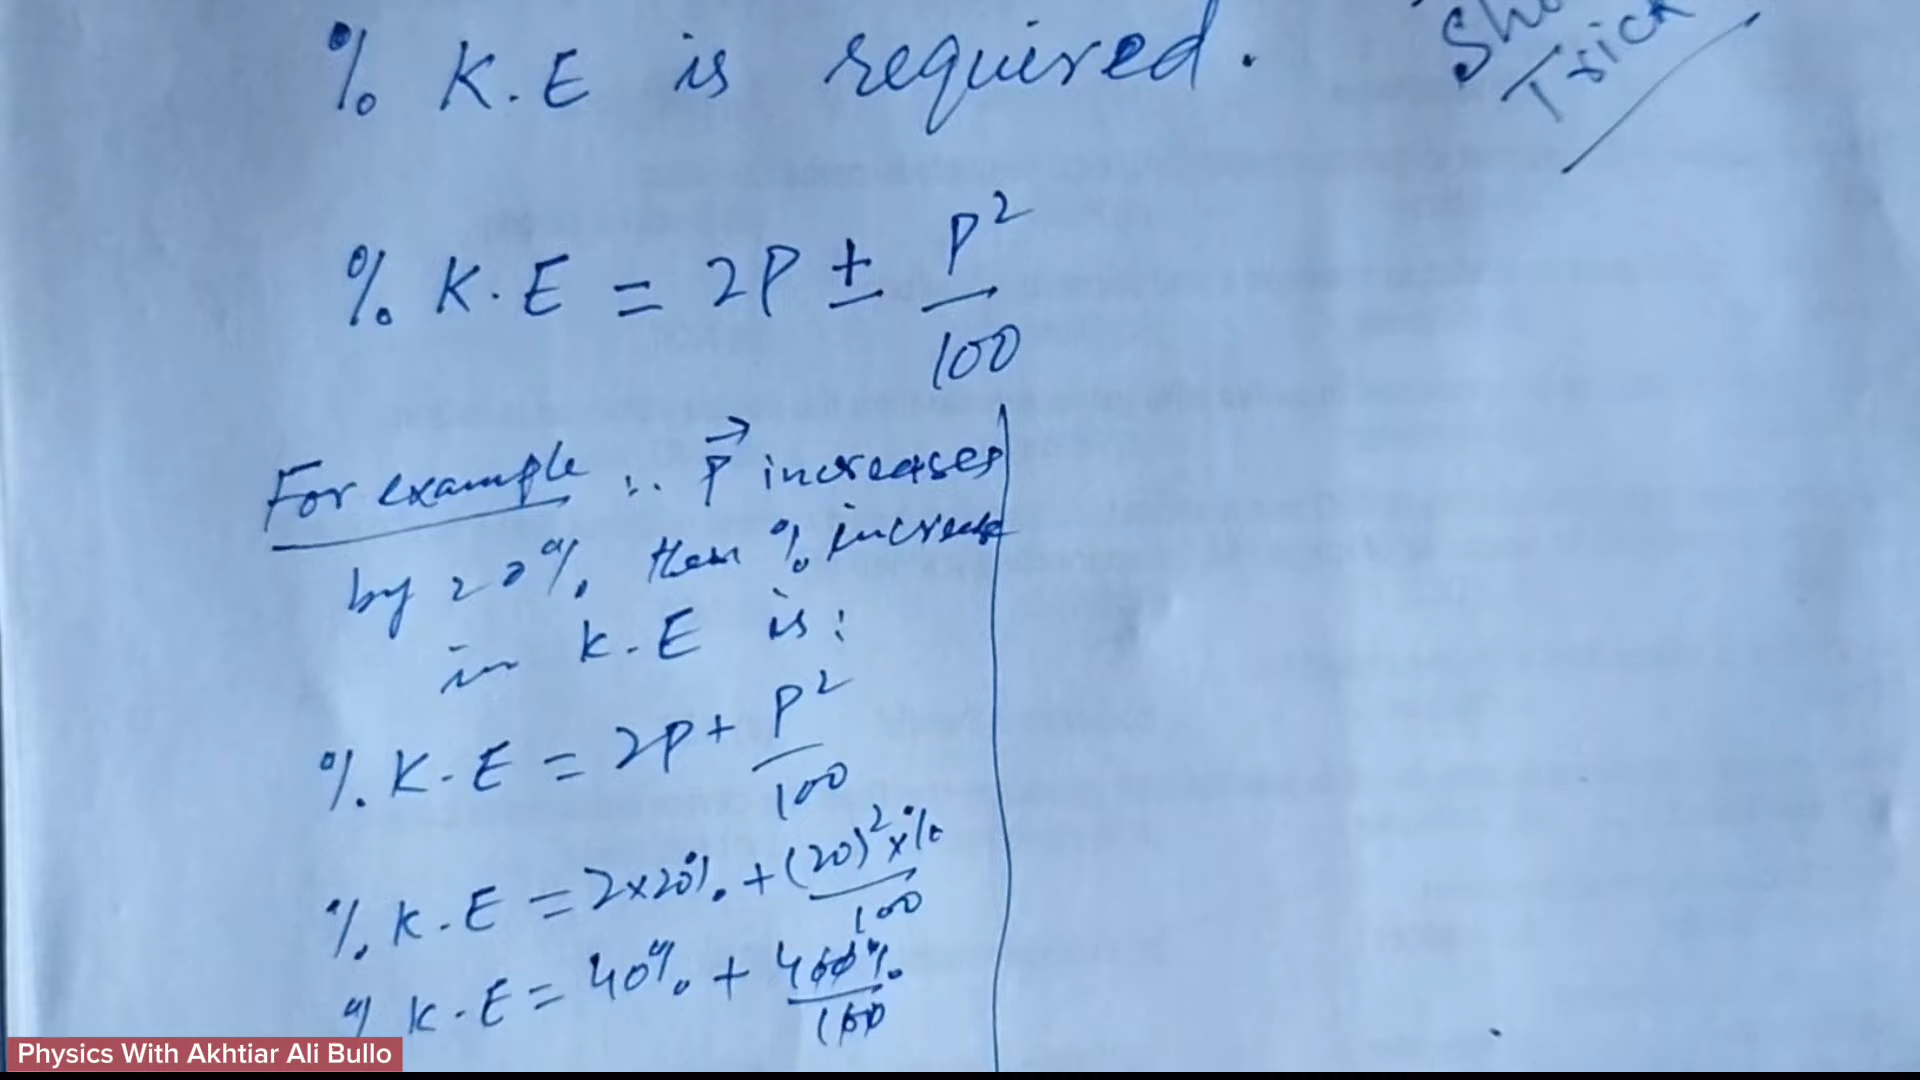 % K.E is required.
Trick
% K.E = 2P ± P²/100
For example :. P⃗ increases
by 20%, then % increase
in K.E is:
%. K-E = 2P + P²/100
%. K-E = 2×20%. + (20)²×%/100
% K-E = 40%. + 400%/100
Physics With Akhtiar Ali Bullo